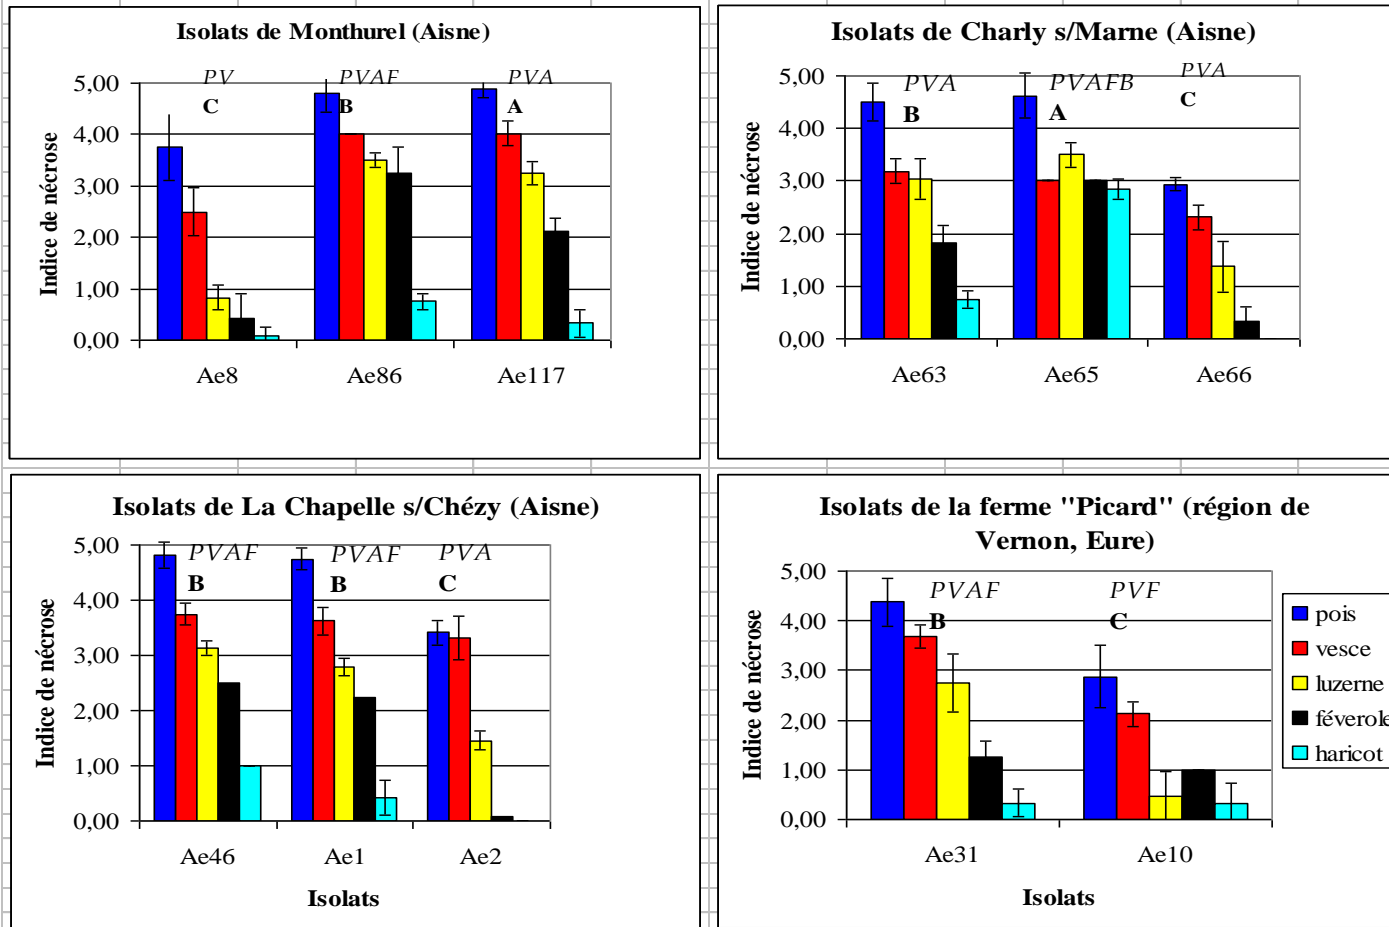 Isolats de Monthurel (Aisne)
Indice de nécrose
5,00
4,00
3,00
2,00
1,00
0,00
PV
C
PVAF
B
PVA
A
Ae8
Ae86
Ae117
Isolats de Charly s/Marne (Aisne)
Indice de nécrose
5,00
4,00
3,00
2,00
1,00
0,00
PVA
B
PVAFB
A
PVA
C
Ae63
Ae65
Ae66
Isolats de La Chapelle s/Chézy (Aisne)
Indice de nécrose
5,00
4,00
3,00
2,00
1,00
0,00
PVAF
B
PVAF
B
PVA
C
Ae46
Ae1
Ae2
Isolats
Isolats de la ferme "Picard" (région de
Vernon, Eure)
Indice de nécrose
5,00
4,00
3,00
2,00
1,00
0,00
PVAF
B
PVF
C
Ae31
Ae10
Isolats
pois
vesce
luzerne
féverole
haricot